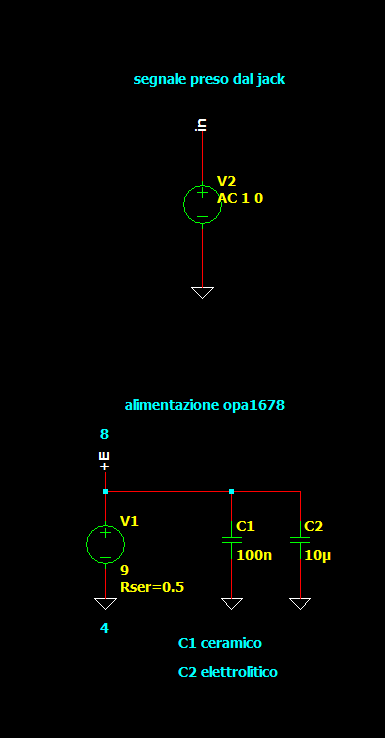 segnale preso dal jack
in
V2
AC 1 0
alimentazione opa1678
8
+E
V1
C1
C2
100n
10µ
9
Rser=0.5
4
C1 ceramico
C2 elettrolitico